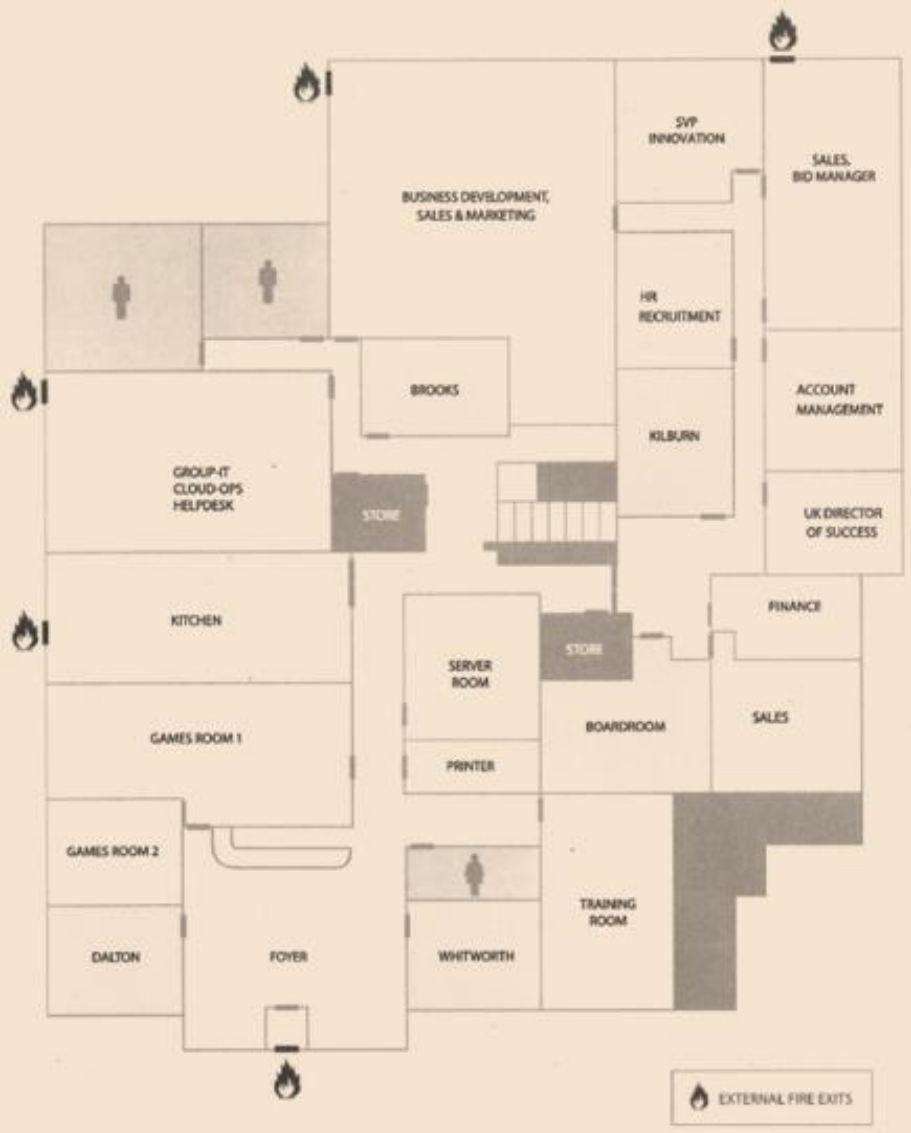 SVP
INNOVATION
SALES,
BID MANAGER
BUSINESS DEVELOPMENT,
SALES & MARKETING
HR
RECRUITMENT
BROOKS
ACCOUNT
MANAGEMENT
KILBURN
GROUP-IT
CLOUD-OPS
HELPDESK
STORE
UK DIRECTOR
OF SUCCESS
FINANCE
KITCHEN
STORE
SERVER
ROOM
BOARDROOM
SALES
GAMES ROOM 1
PRINTER
GAMES ROOM 2
TRAINING
ROOM
DALTON
FOYER
WHITWORTH
EXTERNAL FIRE EXITS